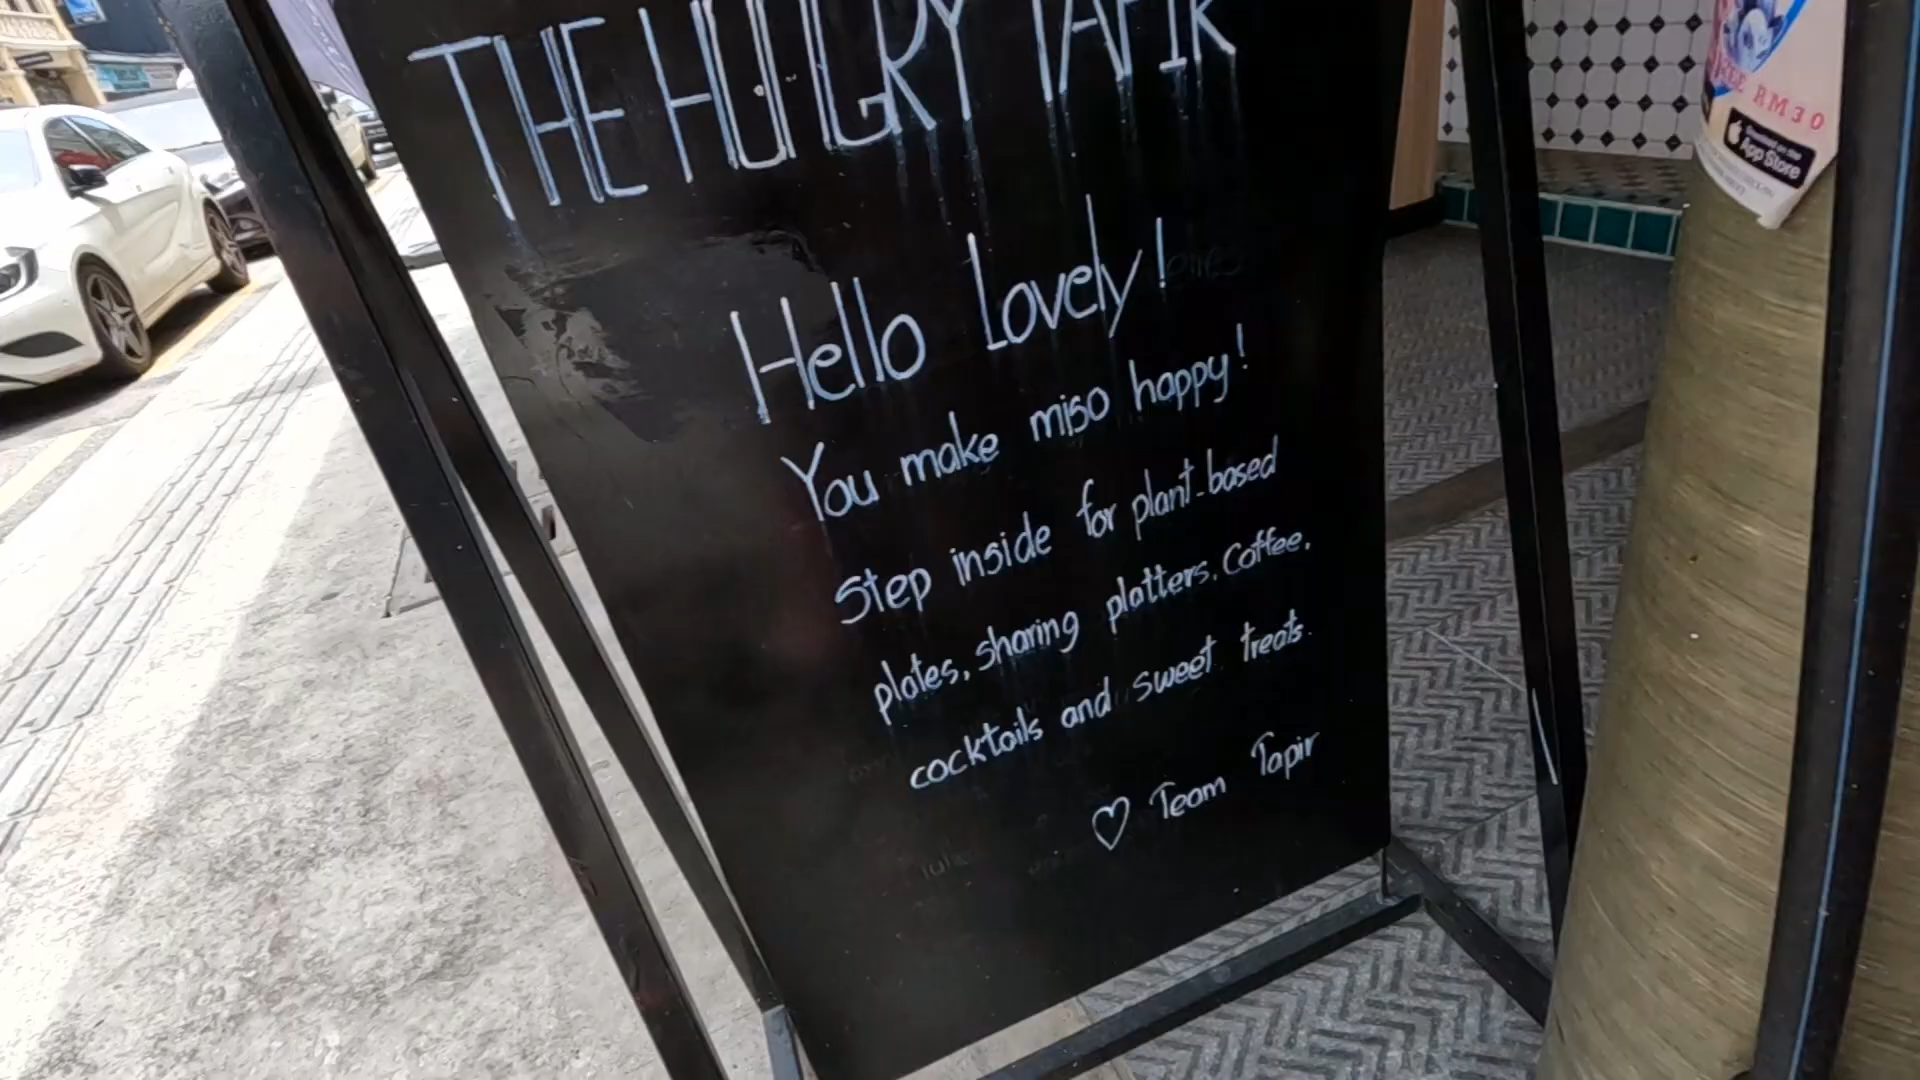 THE HUNGRY TAPIR
Hello Lovely!
You make miso happy!
Step inside for plant-based
plates, sharing platters, coffee,
cocktails and sweet treats.
♡ Team Tapir
App Store